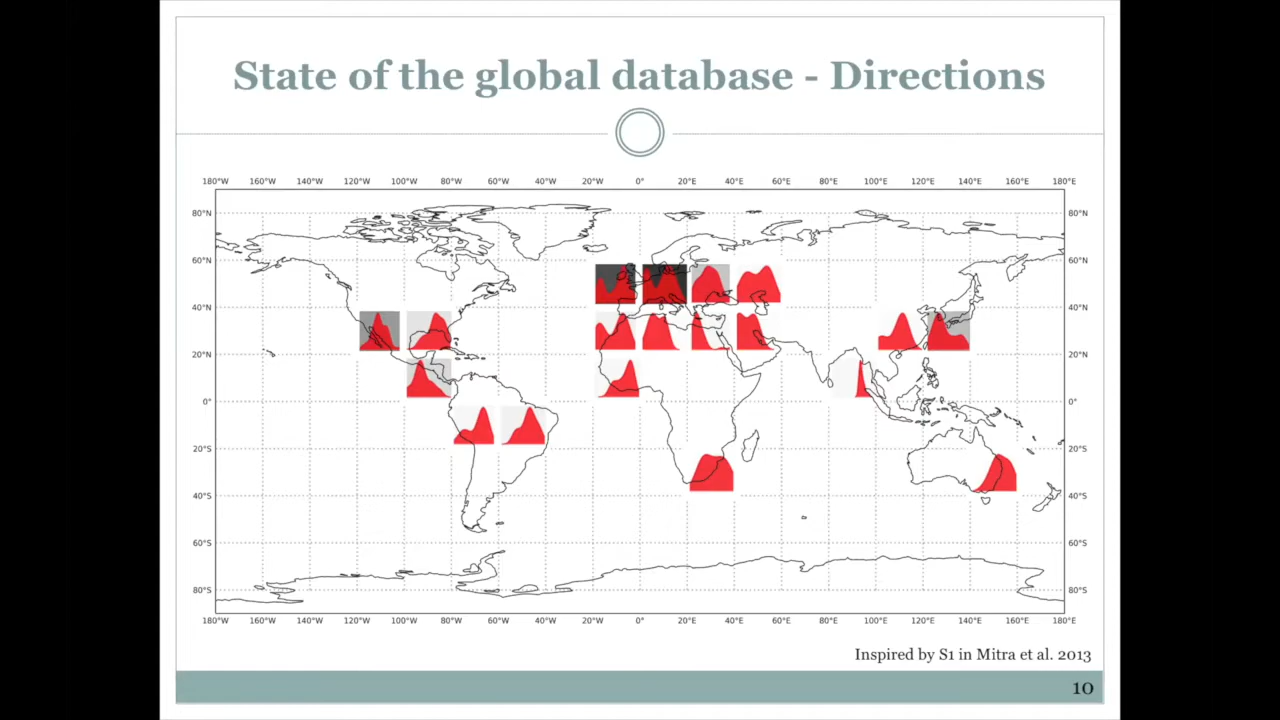 State of the global database - Directions
180°W 160°W 140°W 120°W 100°W 80°W 60°W 40°W 20°W 0° 20°E 40°E 60°E 80°E 100°E 120°E 140°E 160°E 180°E
80°N 80°N
60°N 60°N
40°N 40°N
20°N 20°N
0° 0°
20°S 20°S
40°S 40°S
60°S 60°S
80°S 80°S
180°W 160°W 140°W 120°W 100°W 80°W 60°W 40°W 20°W 0° 20°E 40°E 60°E 80°E 100°E 120°E 140°E 160°E 180°E
Inspired by S1 in Mitra et al. 2013
10